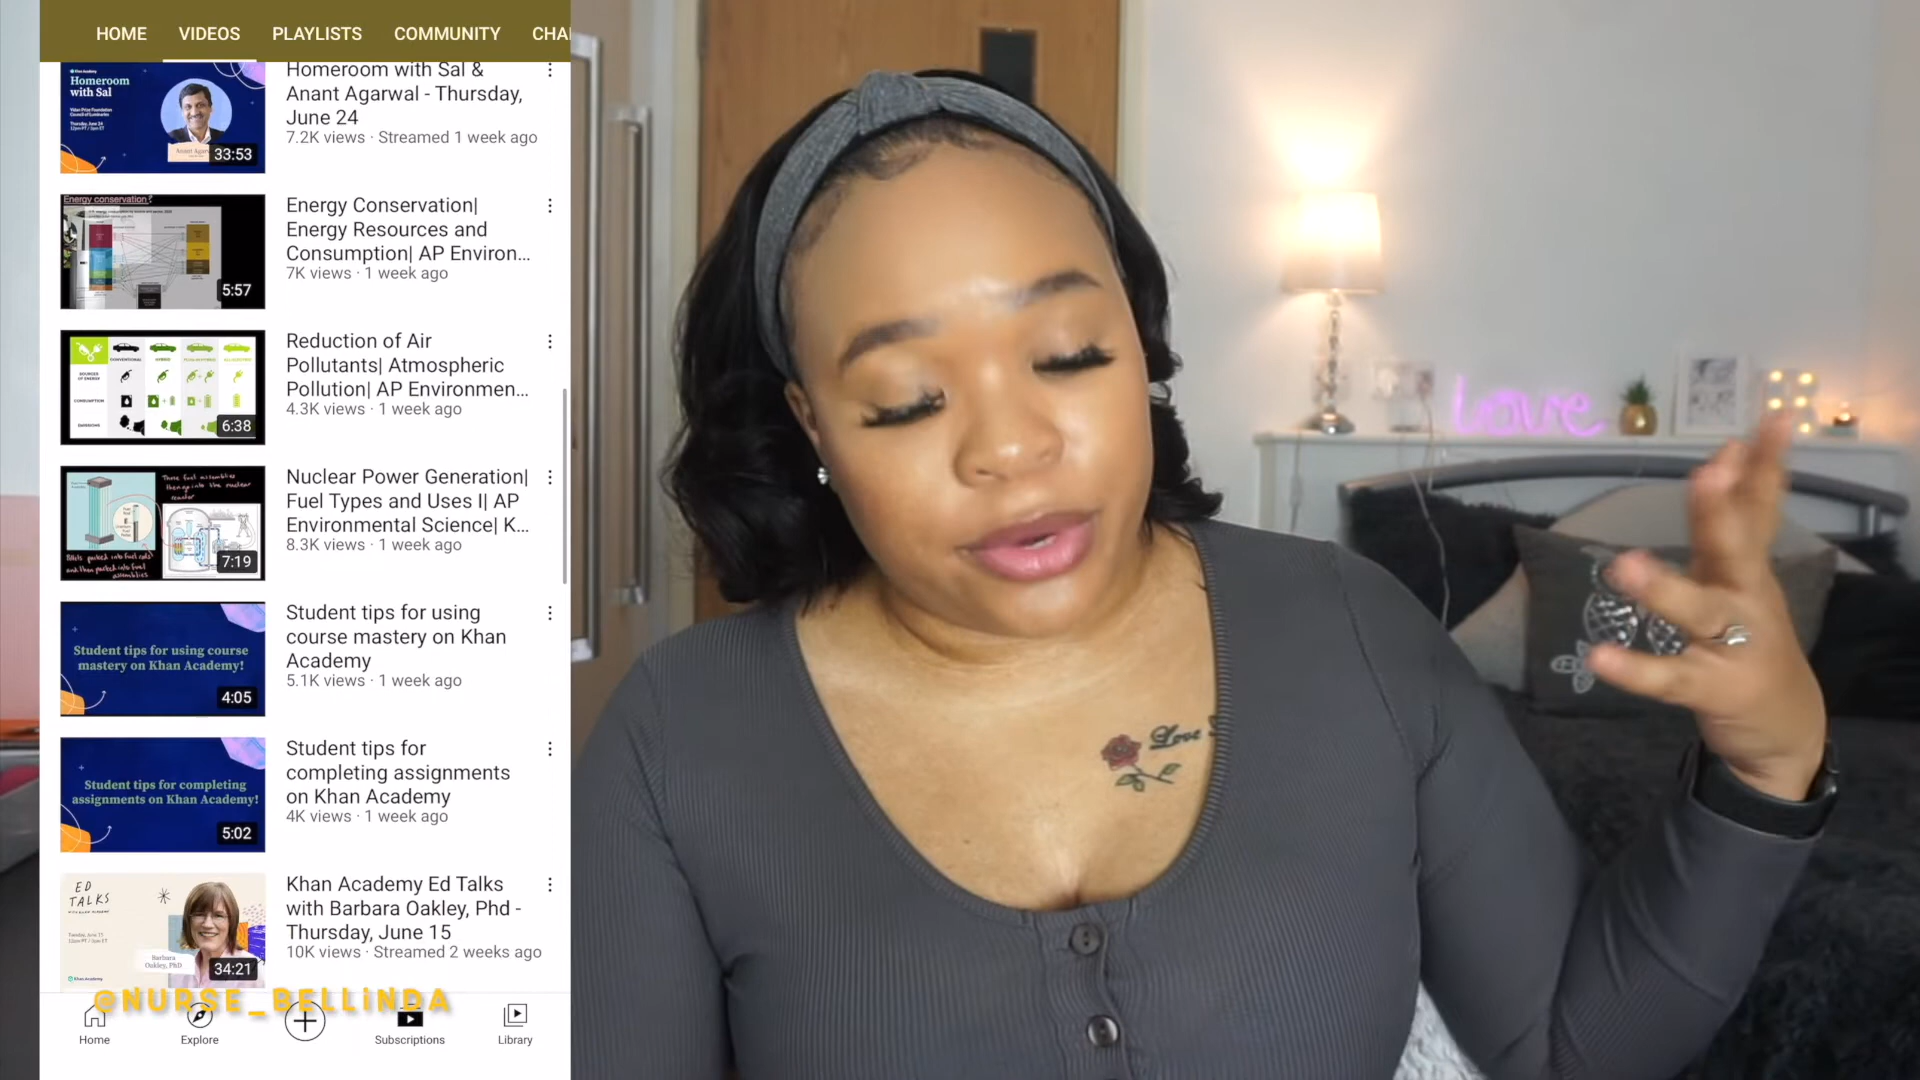 HOME VIDEOS PLAYLISTS COMMUNITY CHA
Homeroom
with Sal
33:53
Homeroom with Sal &
Anant Agarwal - Thursday,
June 24
7.2K views · Streamed 1 week ago
Energy conservation
5:57
Energy Conservation|
Energy Resources and
Consumption| AP Environ...
7K views · 1 week ago
6:38
Reduction of Air
Pollutants| Atmospheric
Pollution| AP Environmen...
4.3K views · 1 week ago
7:19
Nuclear Power Generation|
Fuel Types and Uses I| AP
Environmental Science| K...
8.3K views · 1 week ago
Student tips for using course
mastery on Khan Academy!
4:05
Student tips for using
course mastery on Khan
Academy
5.1K views · 1 week ago
Student tips for completing
assignments on Khan Academy!
5:02
Student tips for
completing assignments
on Khan Academy
4K views · 1 week ago
ED
TALKS
Barbara
Oakley, PhD
34:21
Khan Academy Ed Talks
with Barbara Oakley, Phd -
Thursday, June 15
10K views · Streamed 2 weeks ago
@NURSE_BELLINDA
Home Explore Subscriptions Library
love
Love